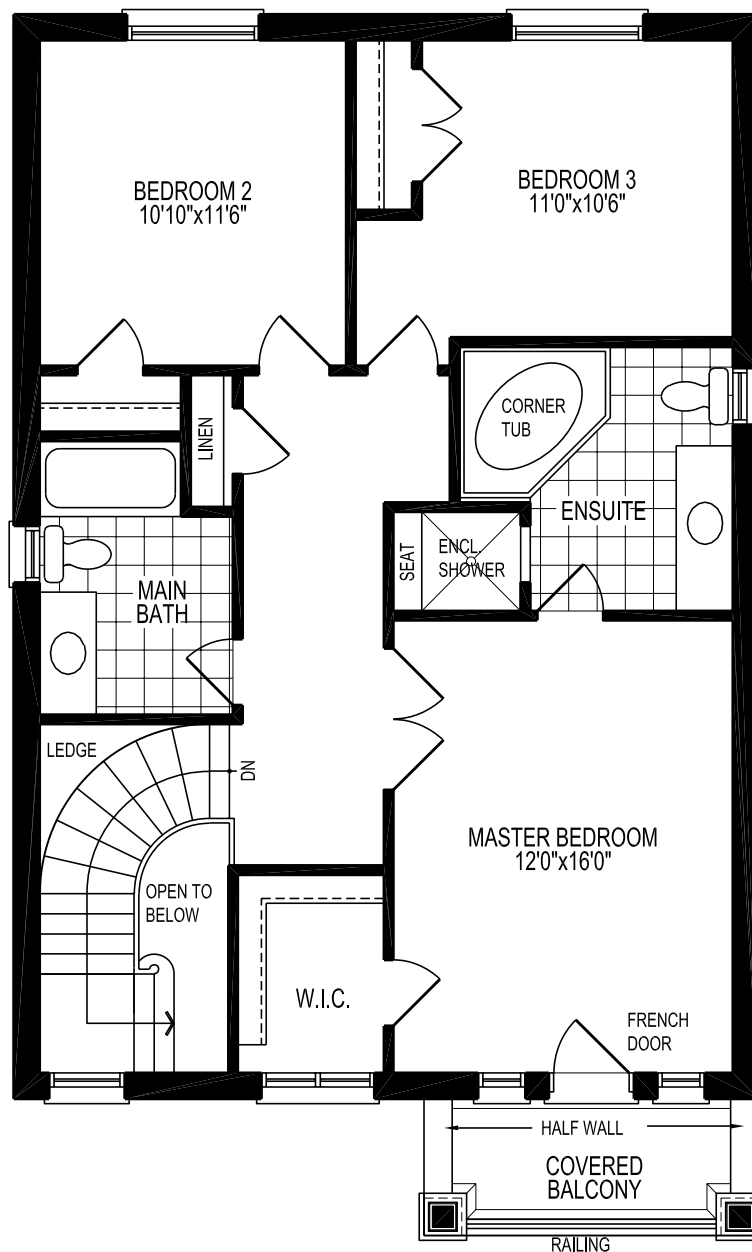 BEDROOM 2
10'10"x11'6"
BEDROOM 3
11'0"x10'6"
LINEN
CORNER
TUB
ENSUITE
SEAT
ENCL.
SHOWER
MAIN
BATH
LEDGE
DN
OPEN TO
BELOW
MASTER BEDROOM
12'0"x16'0"
W.I.C.
FRENCH
DOOR
HALF WALL
COVERED
BALCONY
RAILING